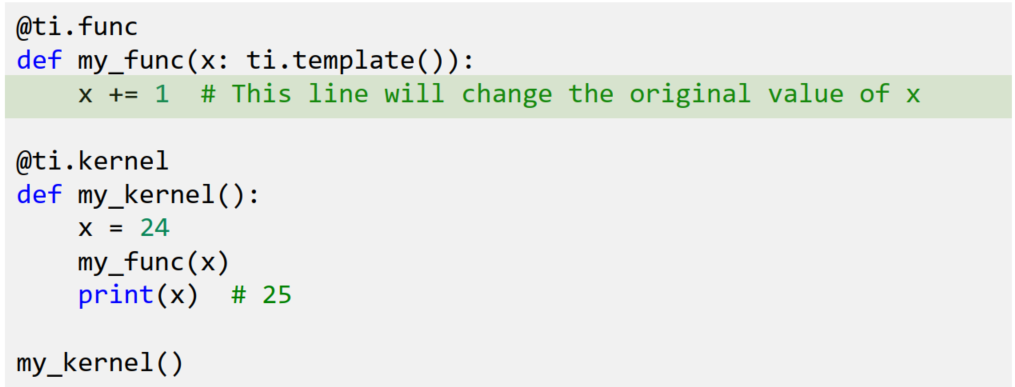 @ti.func
def my_func(x: ti.template()):
    x += 1  # This line will change the original value of x

@ti.kernel
def my_kernel():
    x = 24
    my_func(x)
    print(x)  # 25

my_kernel()